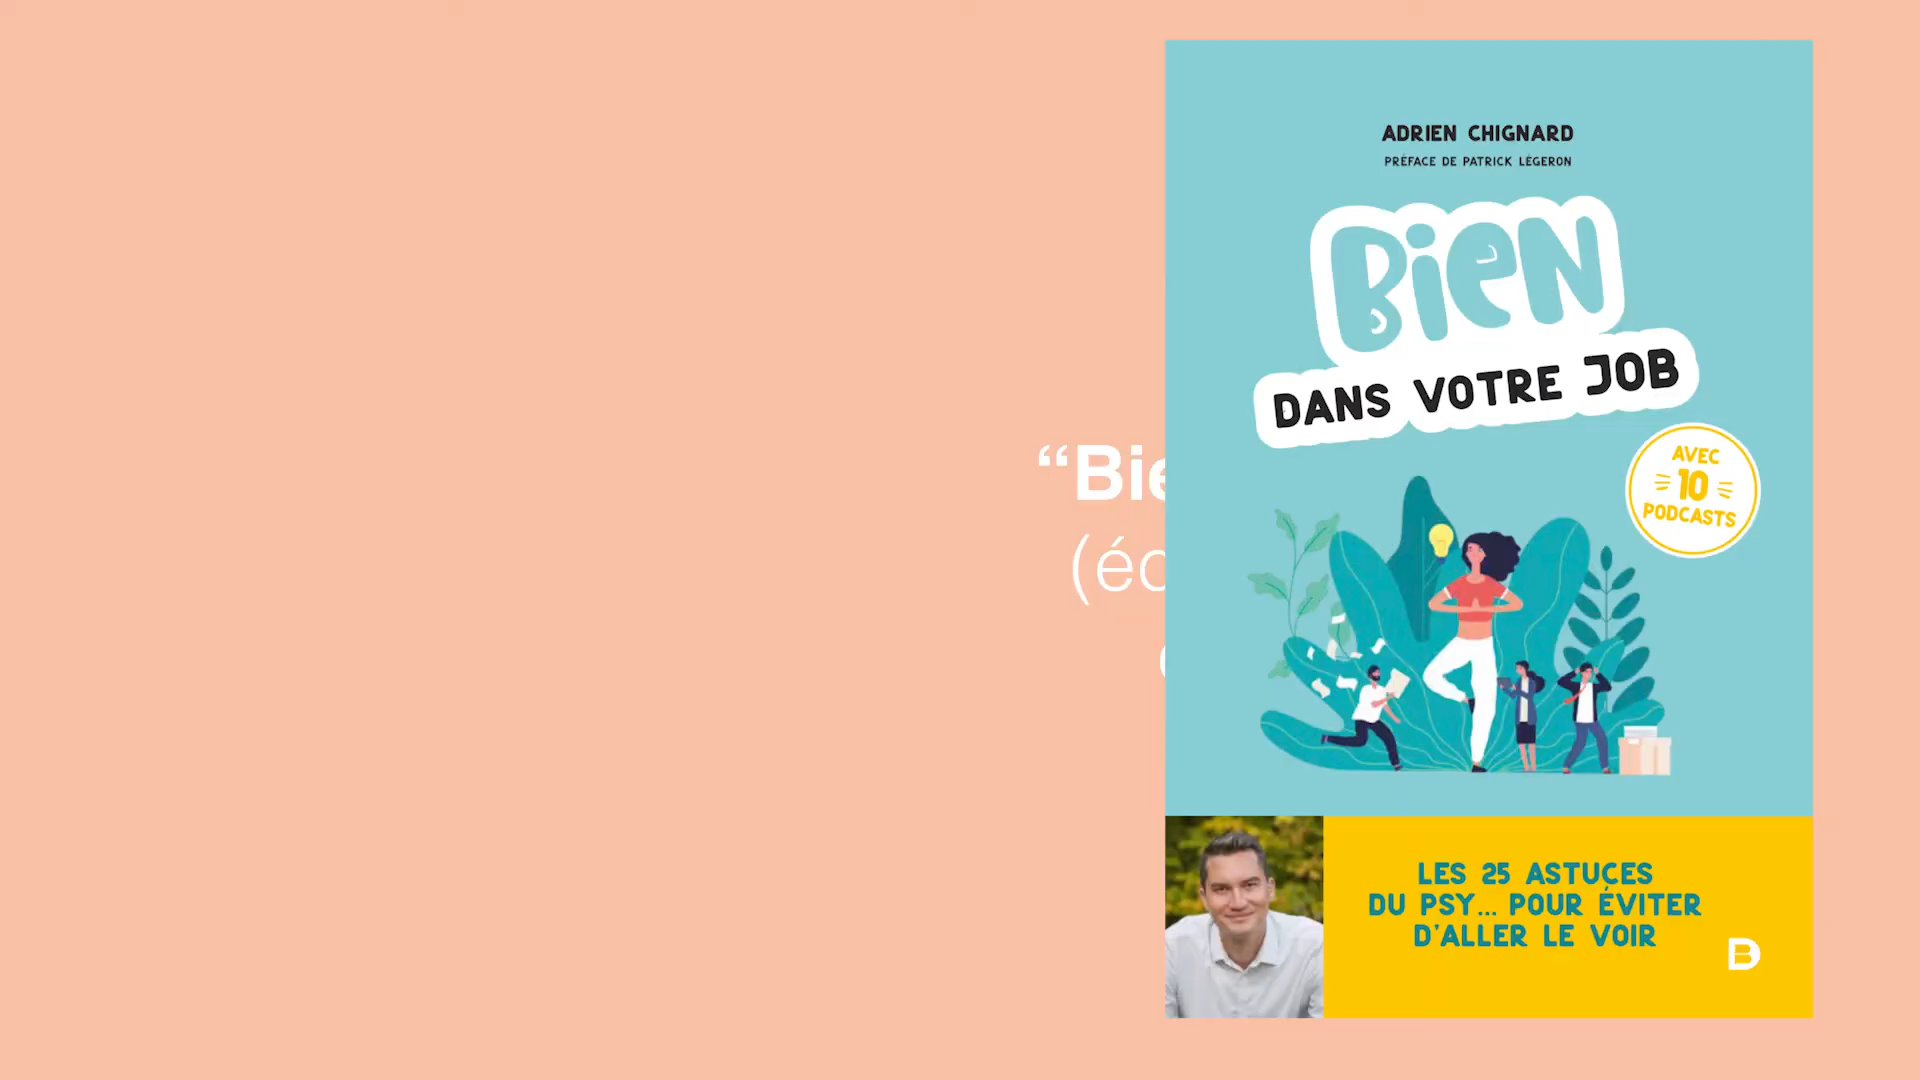 ADRIEN CHIGNARD
PRÉFACE DE PATRICK LÉGERON
BIEN
DANS VOTRE JOB
AVEC
10
PODCASTS
“
(
LES 25 ASTUCES
DU PSY... POUR ÉVITER
D'ALLER LE VOIR
B